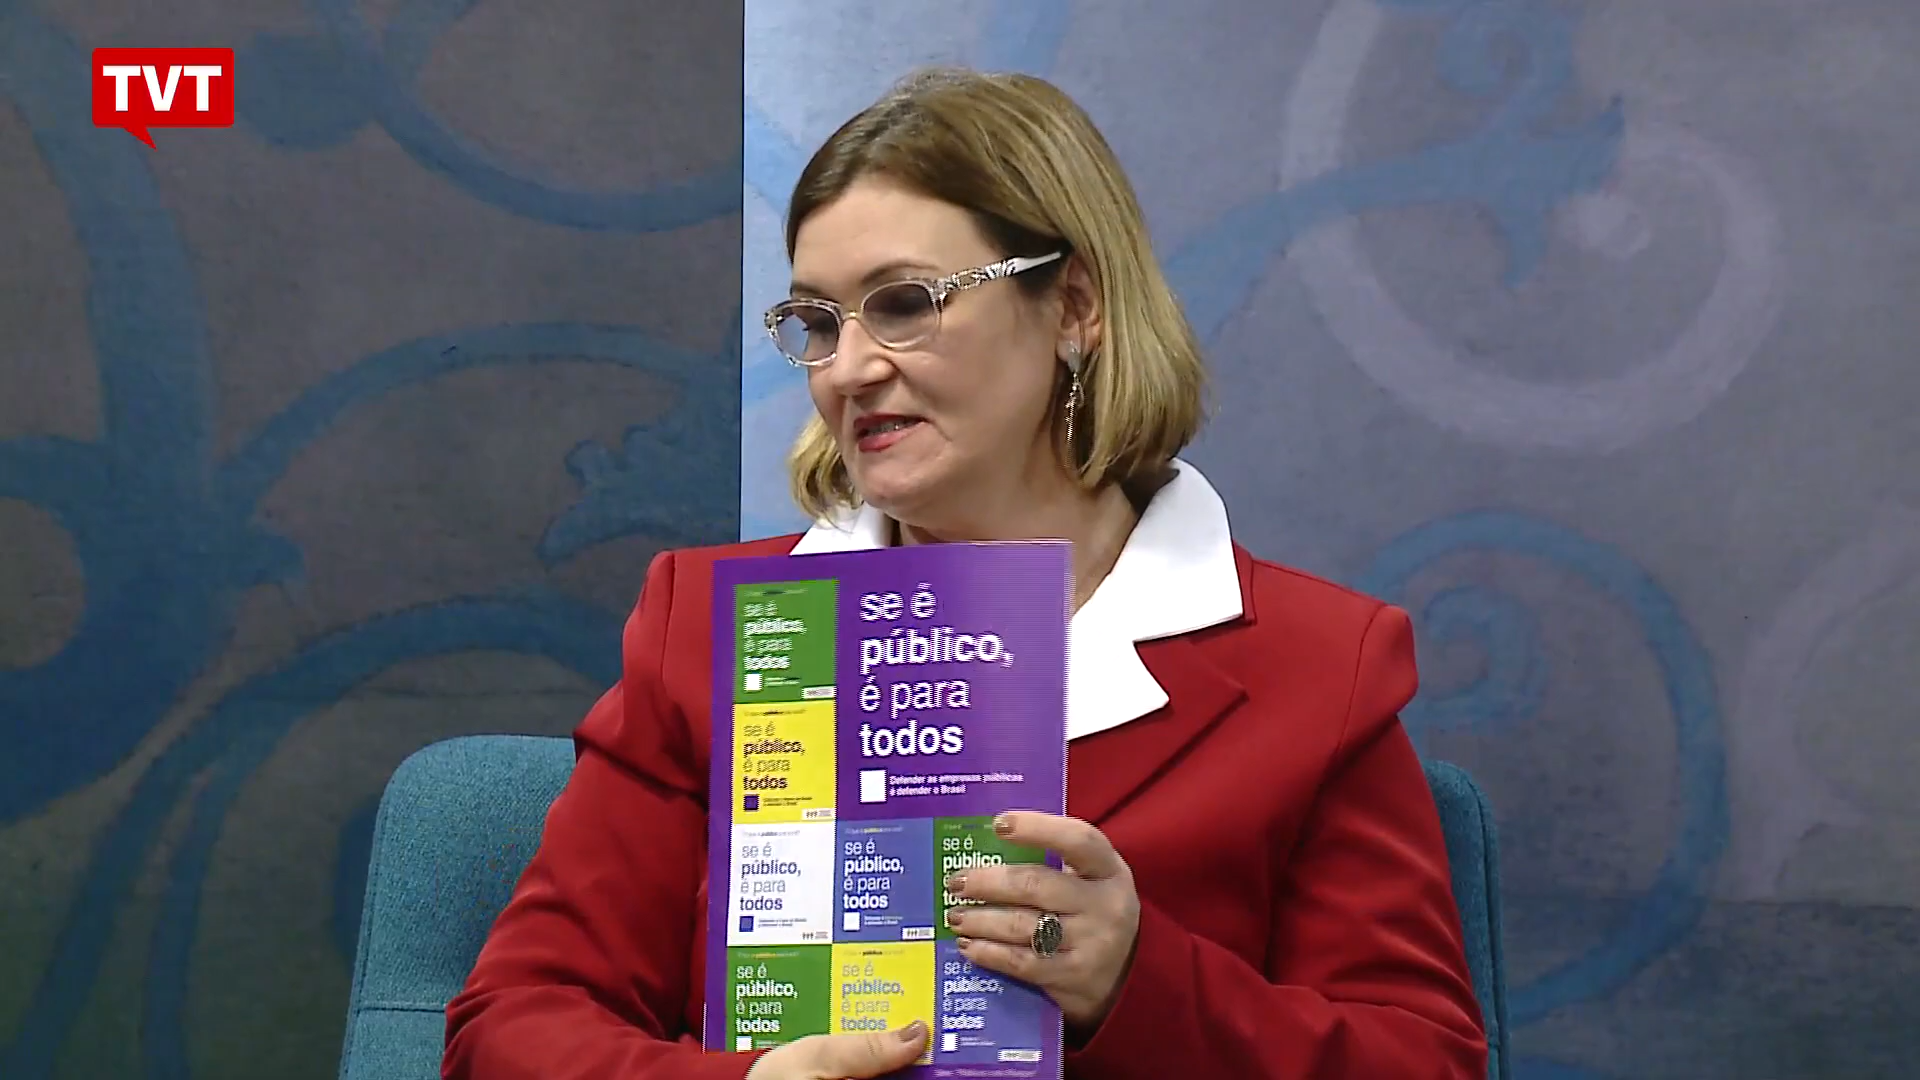 TVT
se é
público,
é para
todos
Defender as empresas públicas
é defender o Brasil
se é
público,
é para
todos
se é
público,
é para
todos
se é
público,
é para
todos
se é
público,
é para
todos
se é
público,
se é
público,
é para
todos
se é
público,
é para
todos
se é
público,
é para
todos